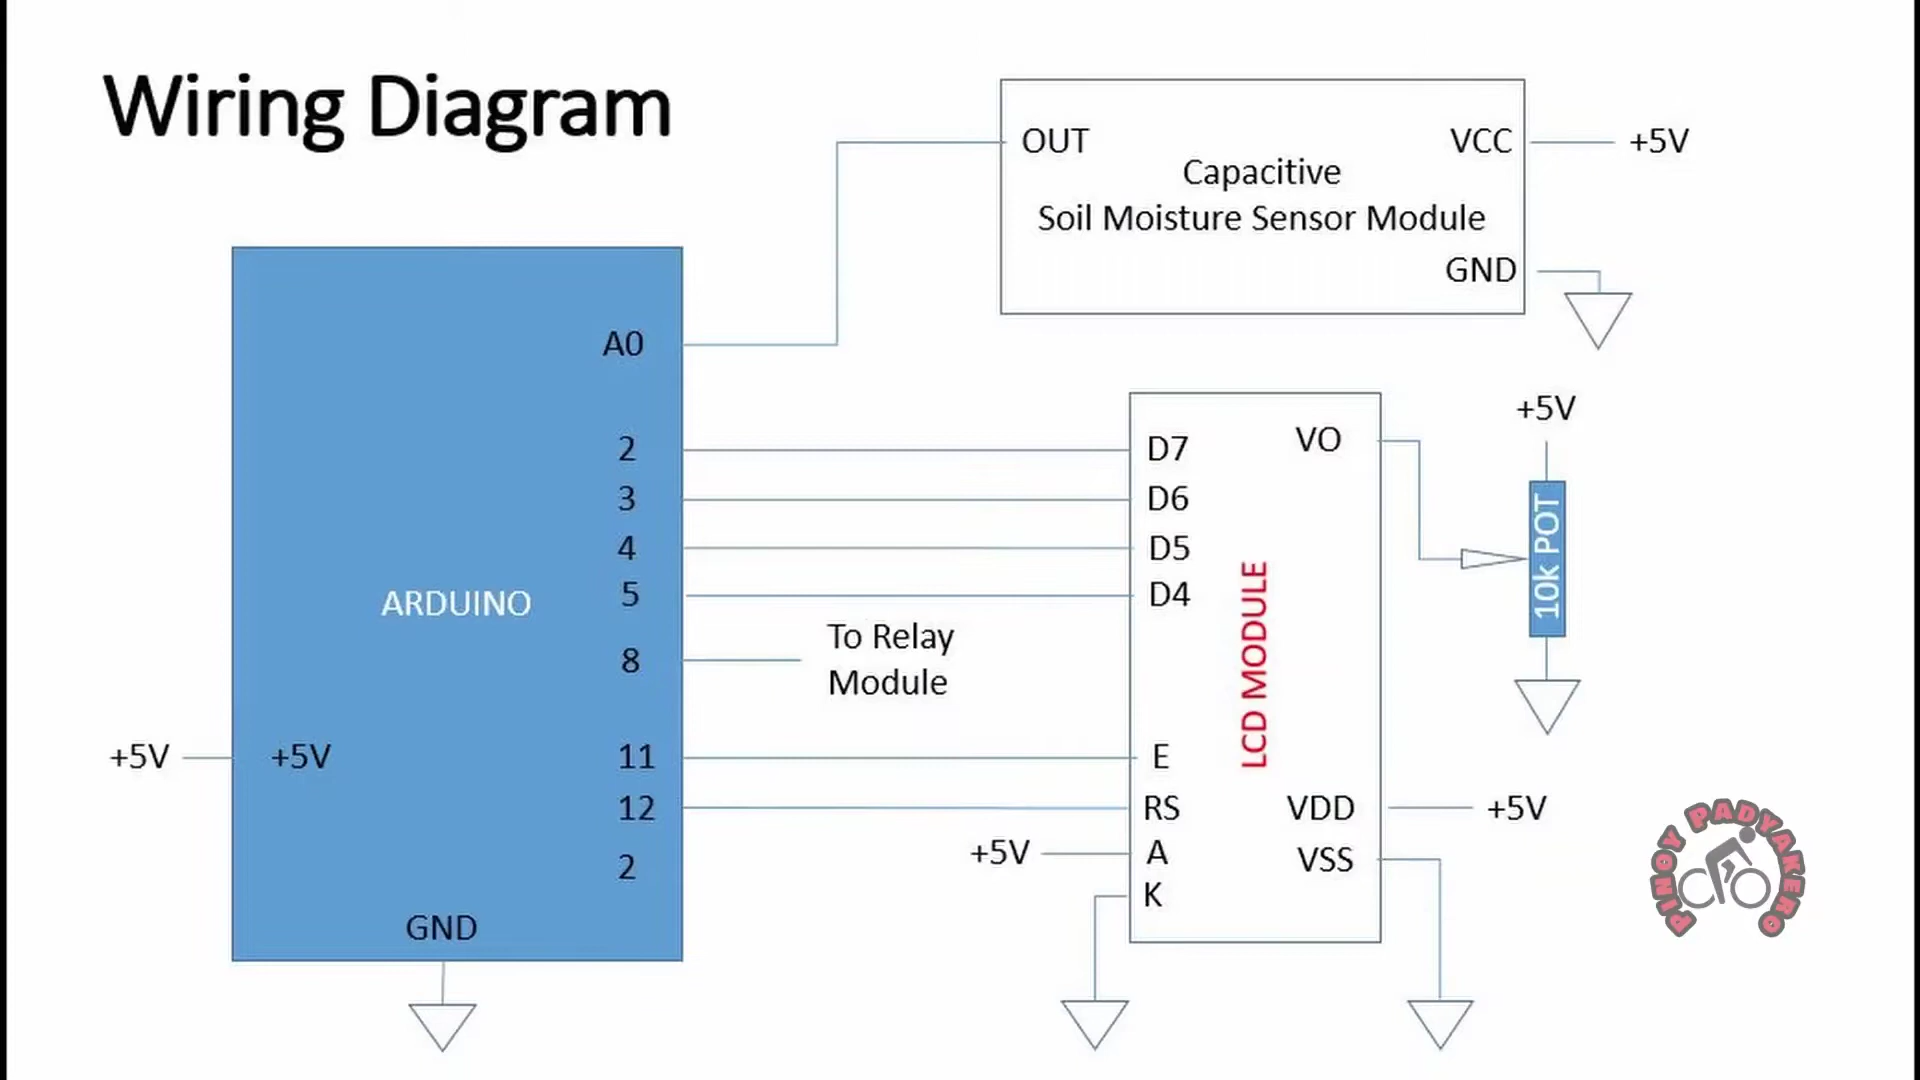 Wiring Diagram
OUT
VCC
+5V
Capacitive
Soil Moisture Sensor Module
GND
A0
+5V
2
D7
VO
3
D6
4
D5
10k POT
5
D4
ARDUINO
LCD MODULE
To Relay
Module
8
+5V
+5V
11
E
12
RS
VDD
+5V
+5V
A
VSS
2
K
GND
PINOY PADYAKERO